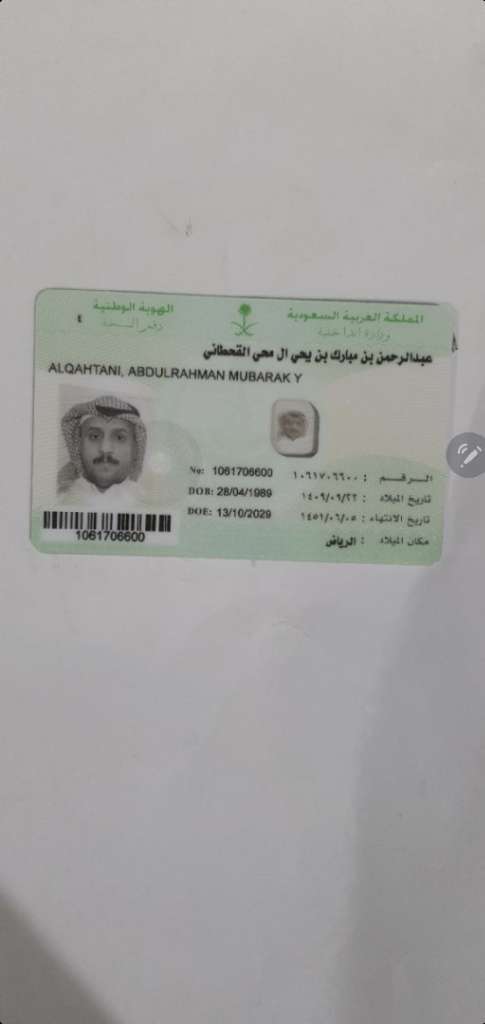 المملكة العربية السعودية
وزارة الداخلية
الهوية الوطنية
رقم النسخة
٤
عبدالرحمن بن مبارك بن يحي ال محي القحطاني
ALQAHTANI, ABDULRAHMAN MUBARAK Y
الرقم : ١٠٦١٧٠٦٦٠٠
No: 1061706600
تاريخ الميلاد : ١٤٠٩/٠٩/٢٢
DOB: 28/04/1989
تاريخ الانتهاء : ١٤٥١/٠٦/٠٥
DOE: 13/10/2029
مكان الميلاد : الرياض
1061706600